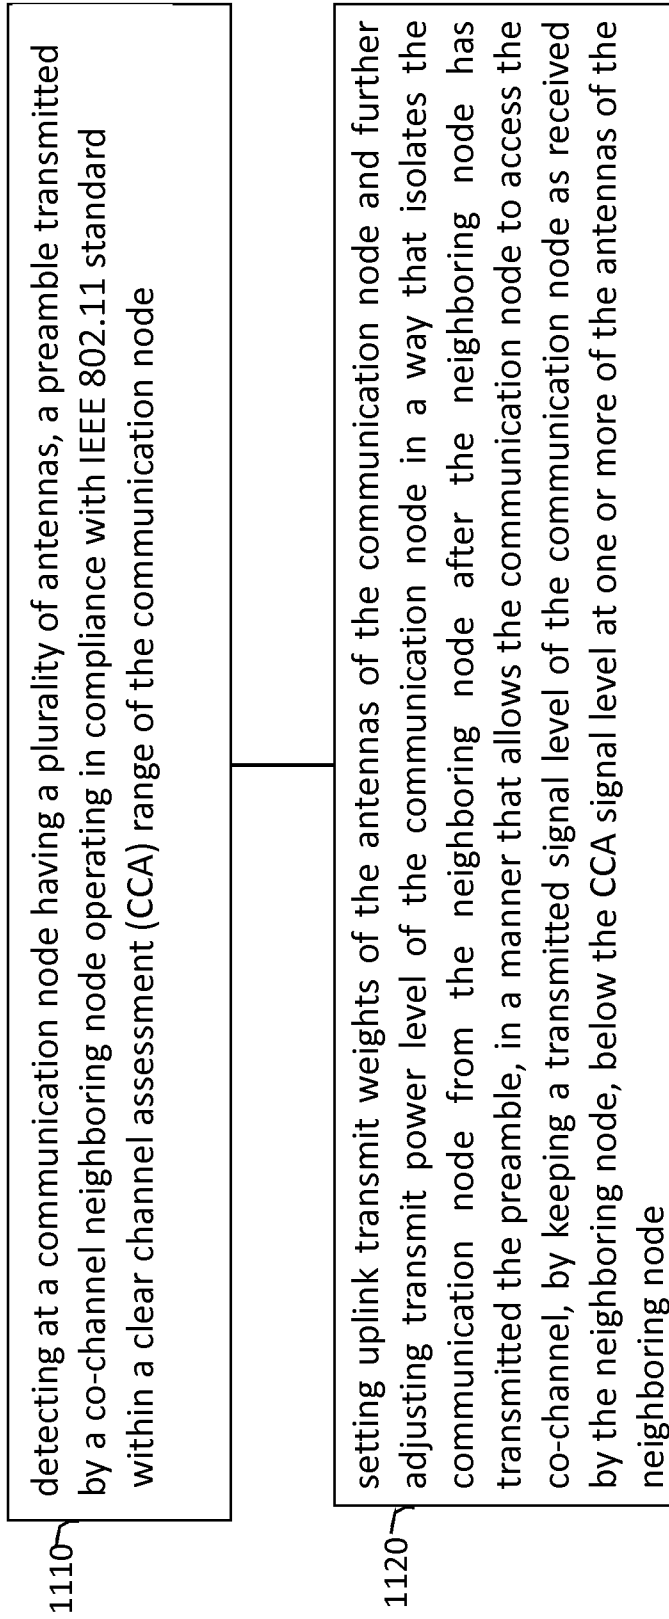 detecting at a communication node having a plurality of antennas, a preamble transmitted
by a co-channel neighboring node operating in compliance with IEEE 802.11 standard
within a clear channel assessment (CCA) range of the communication node
1110
setting uplink transmit weights of the antennas of the communication node and further
adjusting transmit power level of the communication node in a way that isolates the
communication node from the neighboring node after the neighboring node has
transmitted the preamble, in a manner that allows the communication node to access the
co-channel, by keeping a transmitted signal level of the communication node as received
by the neighboring node, below the CCA signal level at one or more of the antennas of the
neighboring node
1120